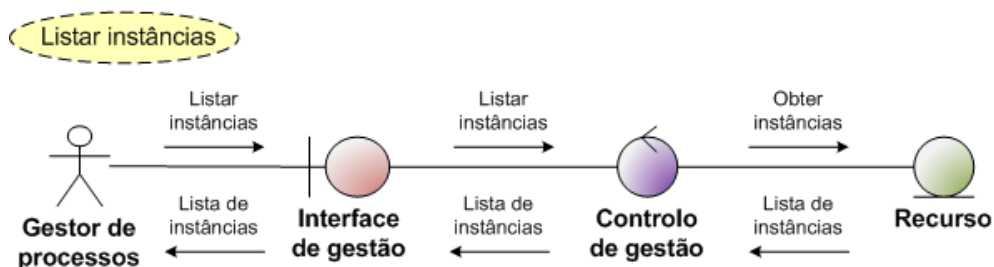 Listar instâncias
Listar
instâncias
Listar
instâncias
Obter
instâncias
Gestor de
processos
Lista de
instâncias
Interface
de gestão
Lista de
instâncias
Controlo
de gestão
Lista de
instâncias
Recurso